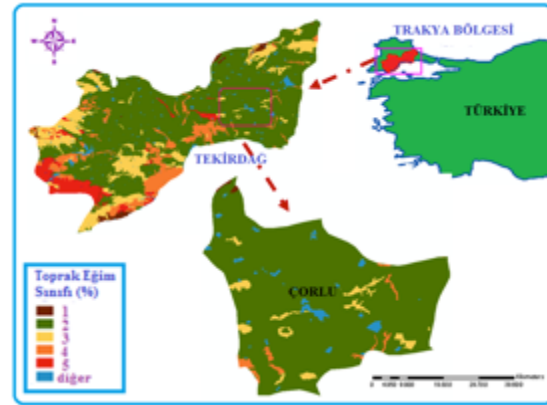 TRAKYA BÖLGESİ
TÜRKİYE
TEKİRDAĞ
ÇORLU
Toprak Eğim
Sınıfı (%)
1
2
3
4
5
diğer